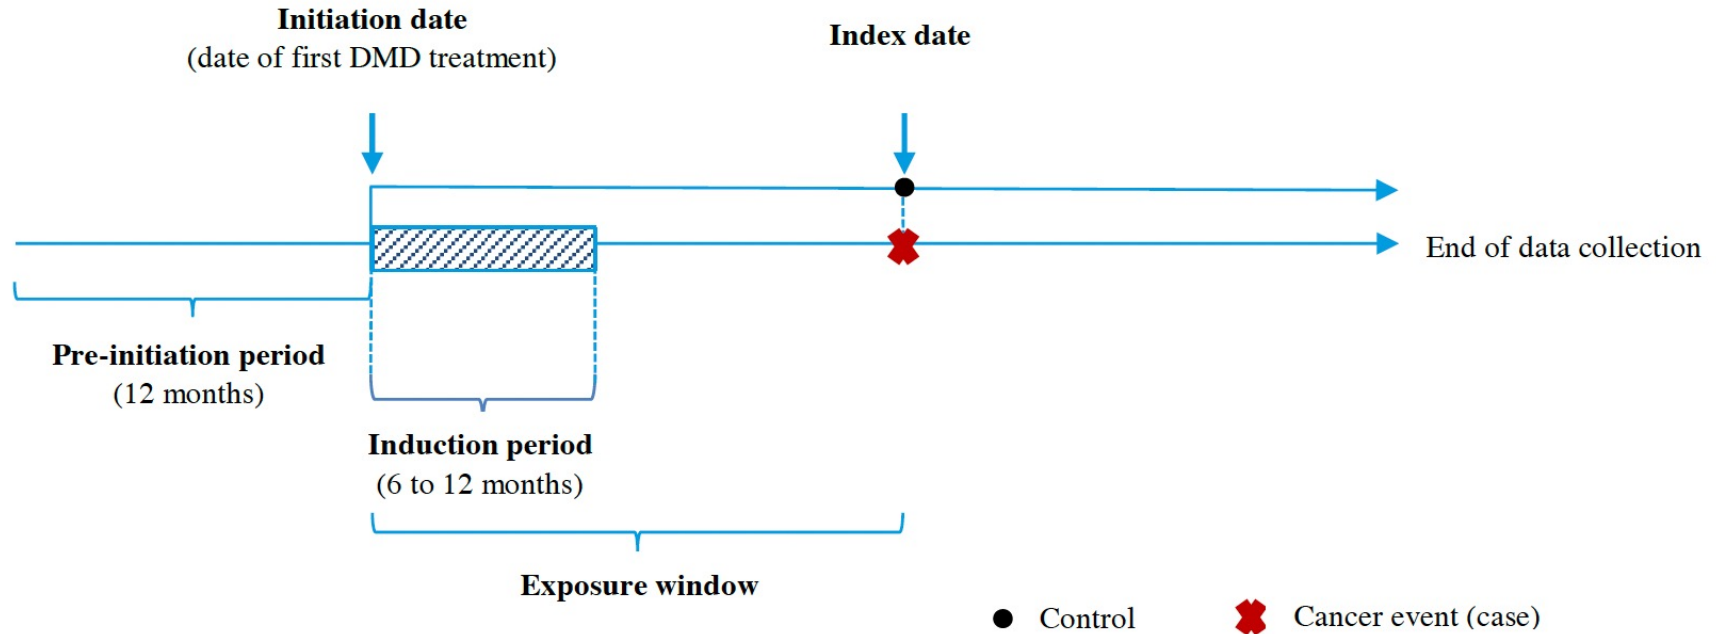 Initiation date
(date of first DMD treatment)
Index date
End of data collection
Pre-initiation period
(12 months)
Induction period
(6 to 12 months)
Exposure window
Control
Cancer event (case)